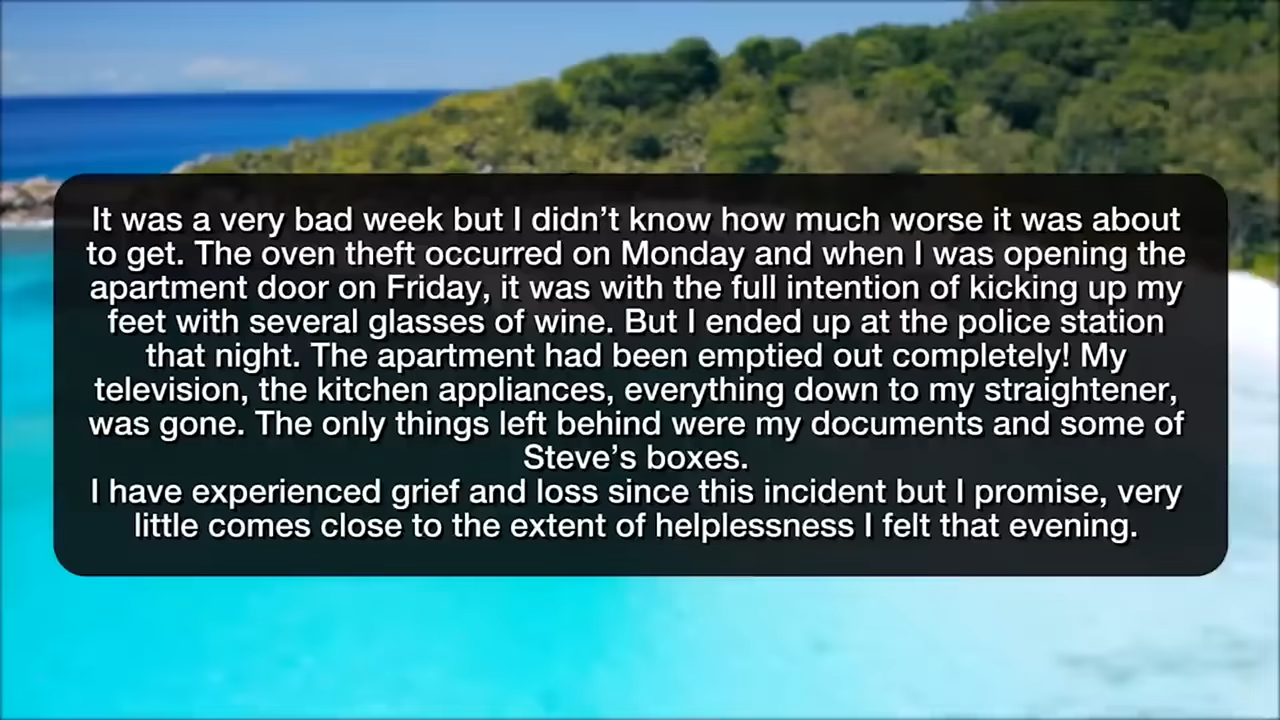 It was a very bad week but I didn’t know how much worse it was about
to get. The oven theft occurred on Monday and when I was opening the
apartment door on Friday, it was with the full intention of kicking up my
feet with several glasses of wine. But I ended up at the police station
that night. The apartment had been emptied out completely! My
television, the kitchen appliances, everything down to my straightener,
was gone. The only things left behind were my documents and some of
Steve’s boxes.
I have experienced grief and loss since this incident but I promise, very
little comes close to the extent of helplessness I felt that evening.